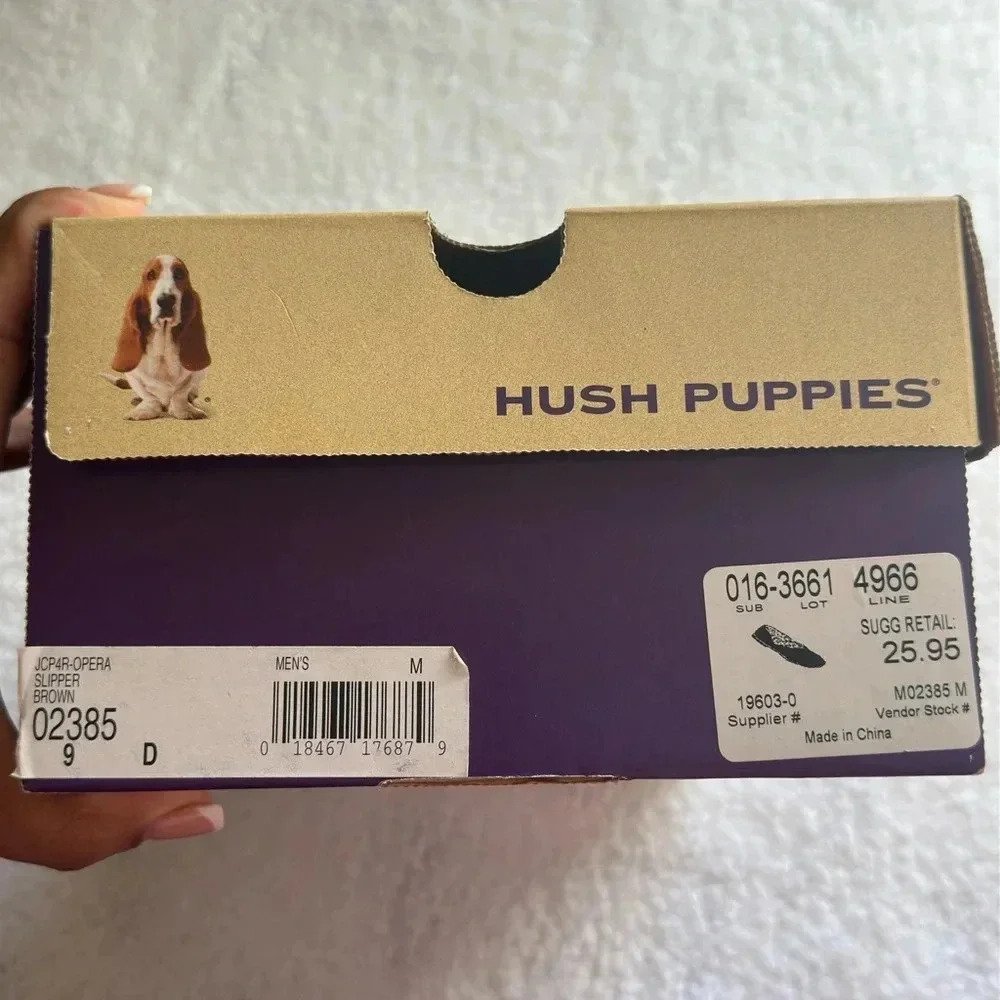 HUSH PUPPIES®
016-3661 4966
SUB LOT LINE
SUGG RETAIL:
25.95
19603-0 M02385 M
Supplier # Vendor Stock #
Made in China
JCP4R-OPERA MEN'S M
SLIPPER
BROWN
02385
9 D
0 18467 17687 9